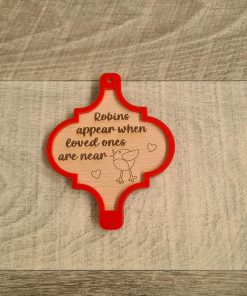 Robins
appear when
loved ones
are near